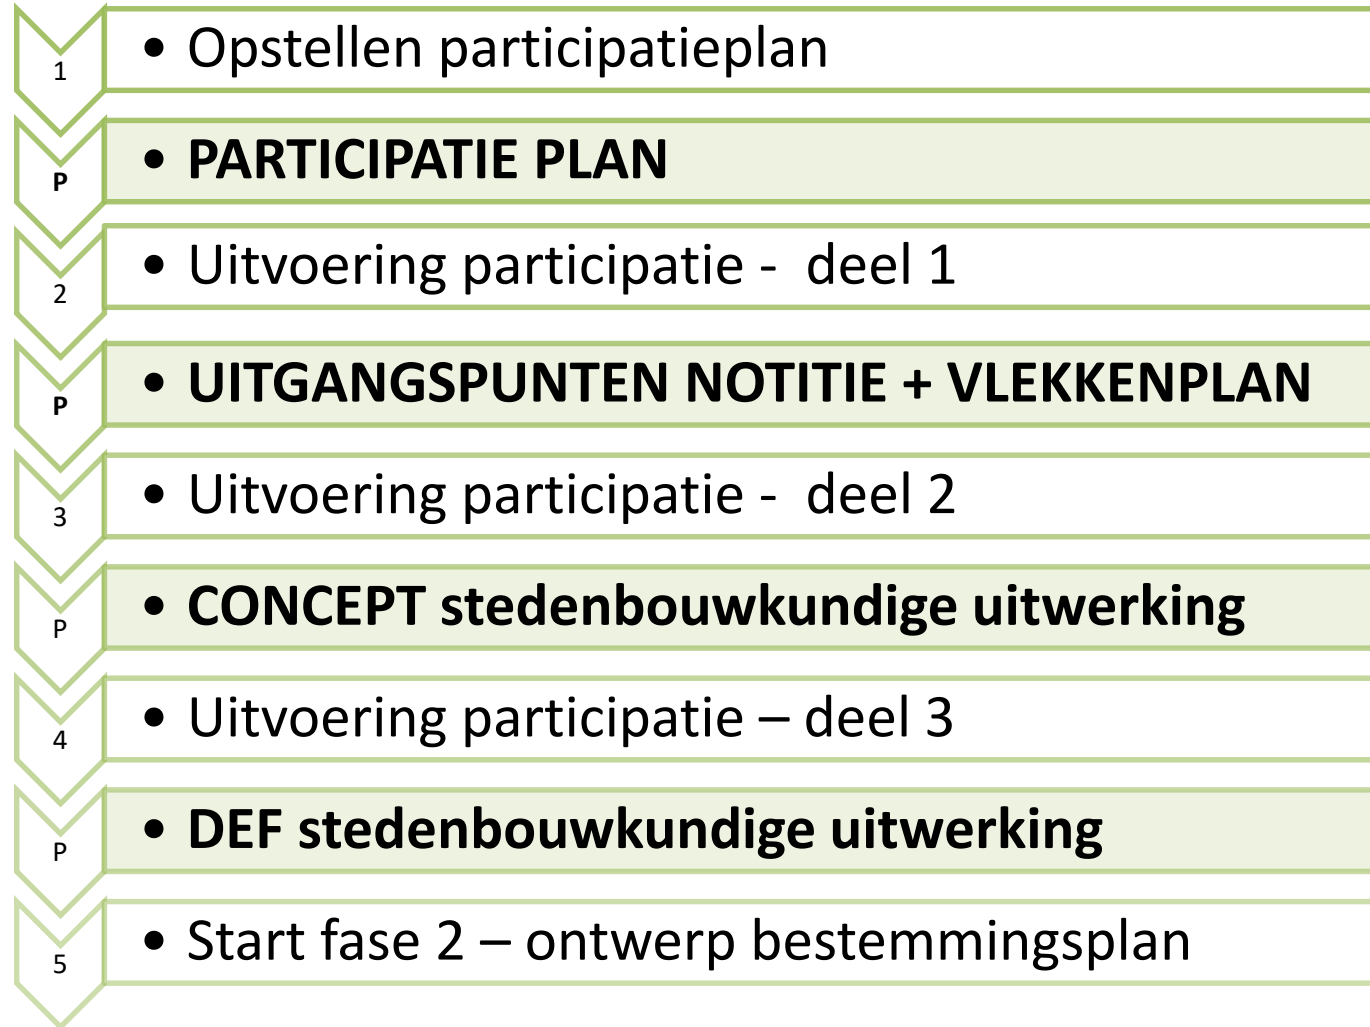 1
• Opstellen participatieplan
P
• PARTICIPATIE PLAN
2
• Uitvoering participatie -  deel 1
P
• UITGANGSPUNTEN NOTITIE + VLEKKENPLAN
3
• Uitvoering participatie -  deel 2
P
• CONCEPT stedenbouwkundige uitwerking
4
• Uitvoering participatie – deel 3
P
• DEF stedenbouwkundige uitwerking
5
• Start fase 2 – ontwerp bestemmingsplan